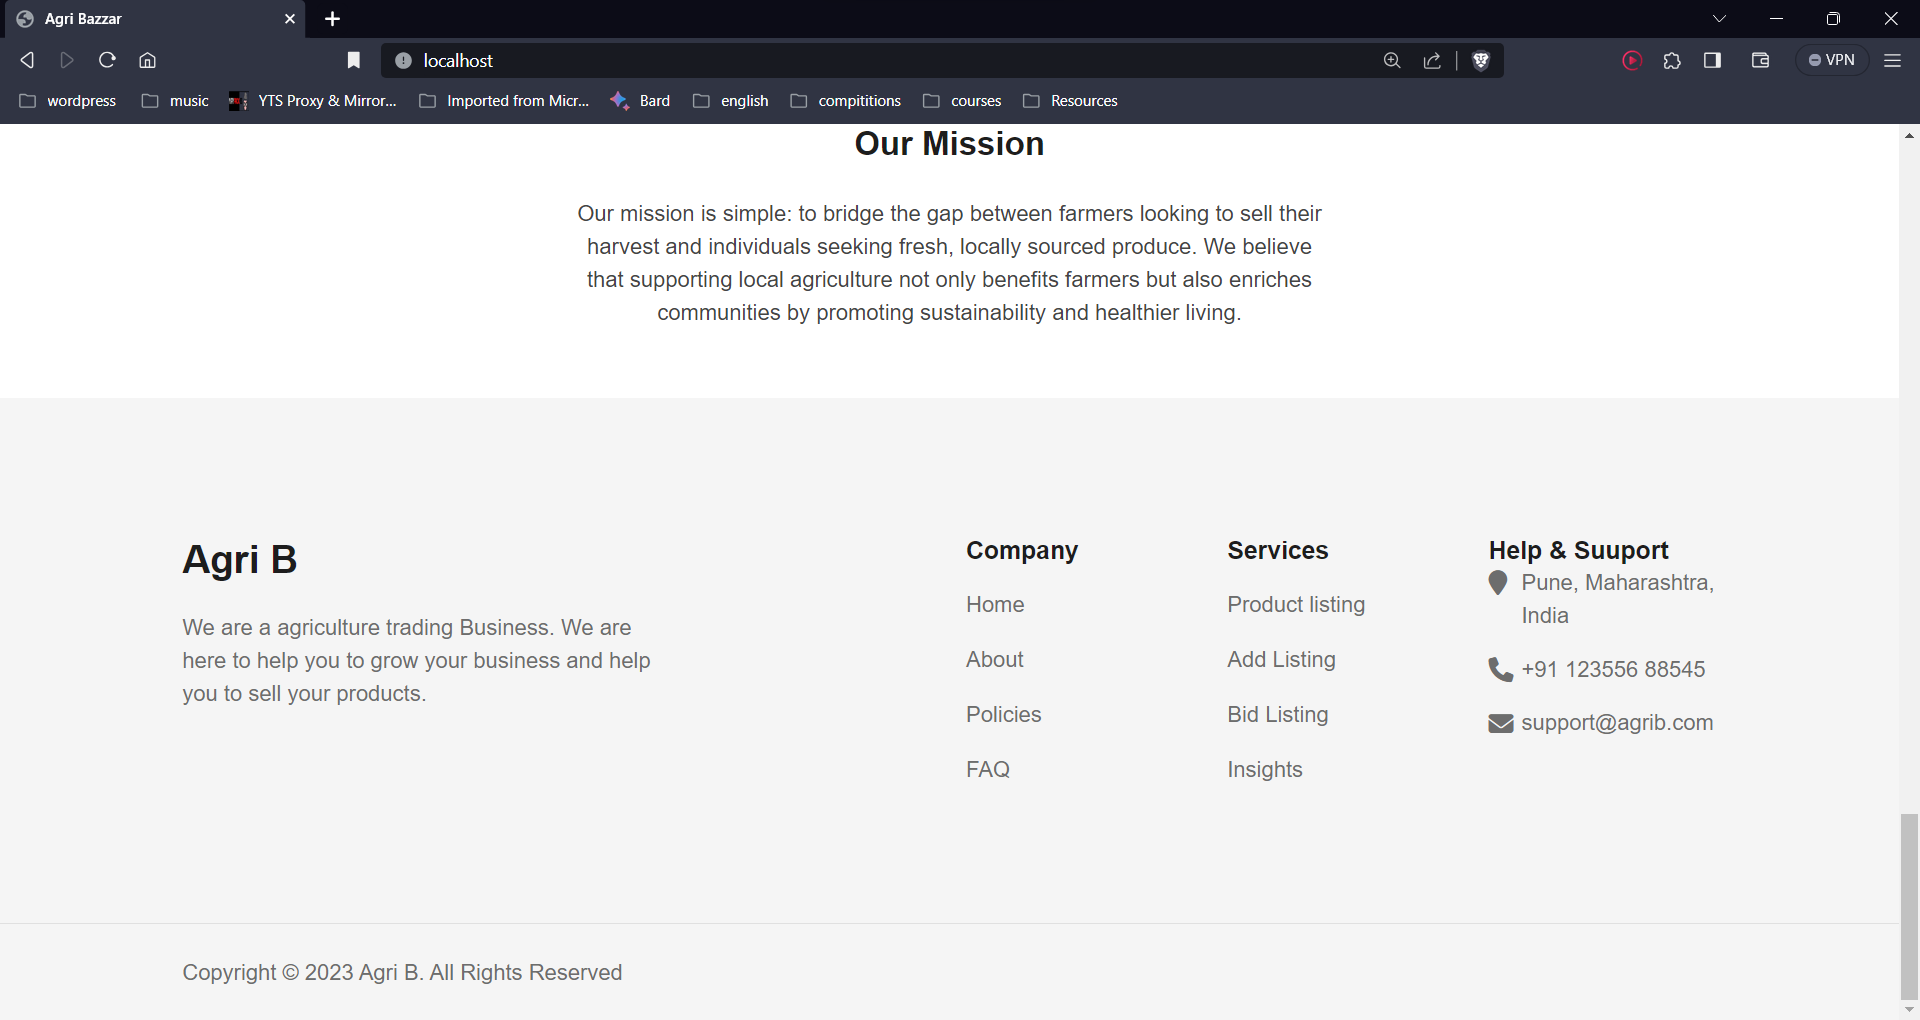 Agri Bazzar
localhost
VPN
wordpress music YTS Proxy & Mirror... Imported from Micr... Bard english compititions courses Resources
Our Mission
Our mission is simple: to bridge the gap between farmers looking to sell their
harvest and individuals seeking fresh, locally sourced produce. We believe
that supporting local agriculture not only benefits farmers but also enriches
communities by promoting sustainability and healthier living.
Agri B
We are a agriculture trading Business. We are
here to help you to grow your business and help
you to sell your products.
Company
Home
About
Policies
FAQ
Services
Product listing
Add Listing
Bid Listing
Insights
Help & Suuport
Pune, Maharashtra,
India
+91 123556 88545
support@agrib.com
Copyright © 2023 Agri B. All Rights Reserved